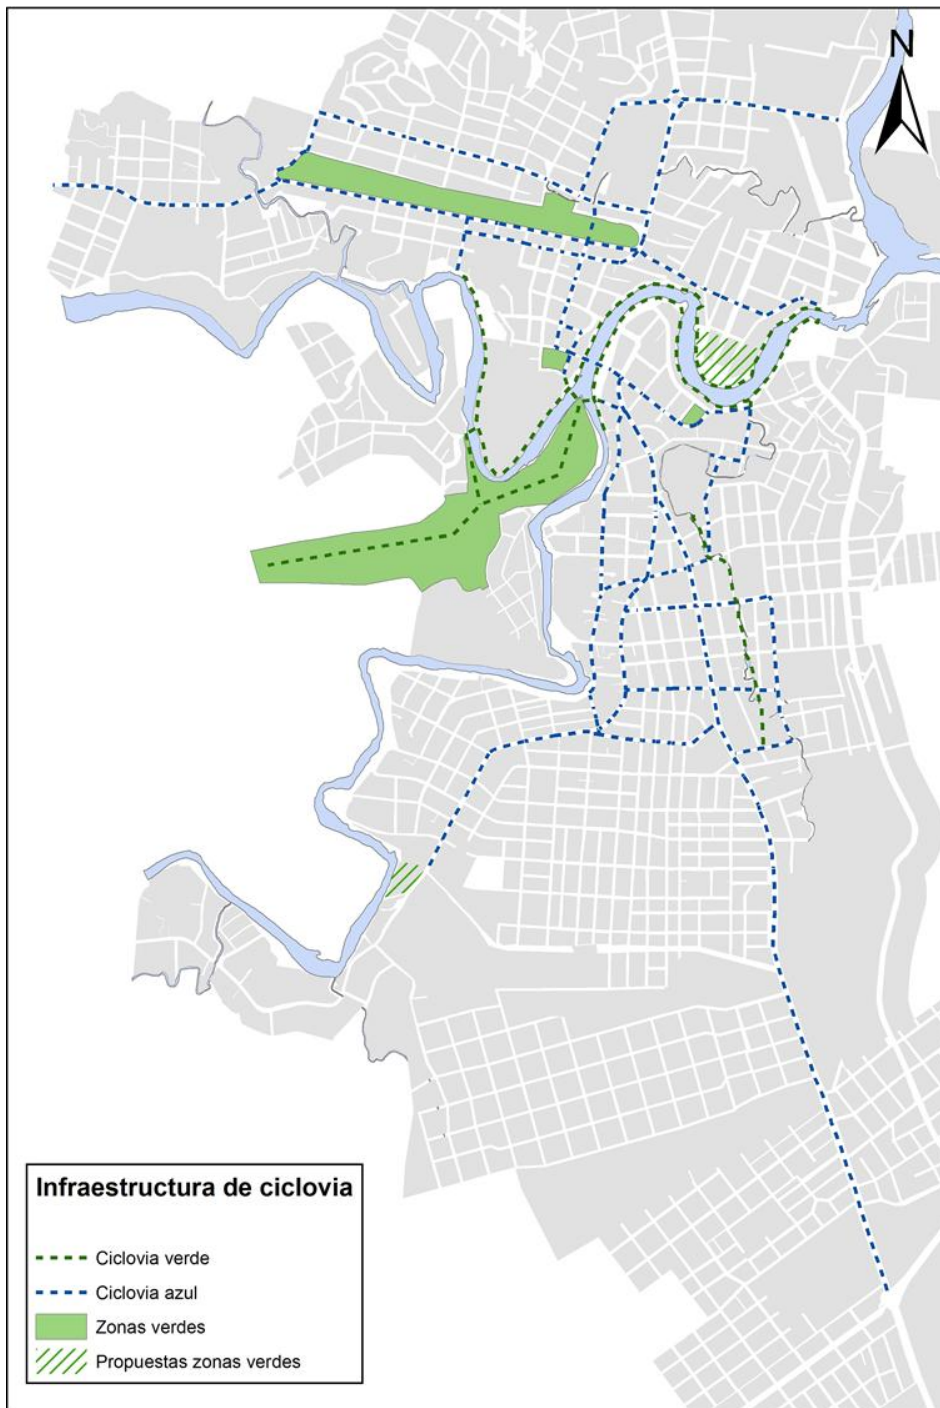 N
Infraestructura de ciclovia
Ciclovia verde
Ciclovia azul
Zonas verdes
Propuestas zonas verdes